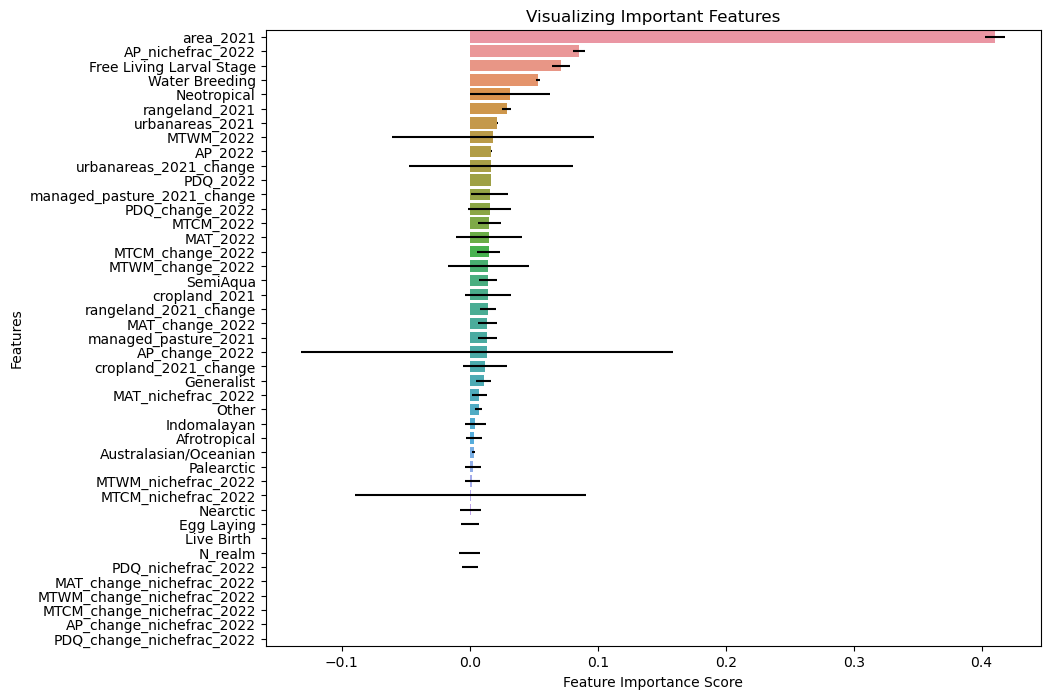 Visualizing Important Features
area_2021
AP_nichefrac_2022
Free Living Larval Stage
Water Breeding
Neotropical
rangeland_2021
urbanareas_2021
MTWM_2022
AP_2022
urbanareas_2021_change
PDQ_2022
managed_pasture_2021_change
PDQ_change_2022
MTCM_2022
MAT_2022
MTCM_change_2022
MTWM_change_2022
SemiAqua
cropland_2021
rangeland_2021_change
MAT_change_2022
managed_pasture_2021
AP_change_2022
cropland_2021_change
Generalist
MAT_nichefrac_2022
Other
Indomalayan
Afrotropical
Australasian/Oceanian
Palearctic
MTWM_nichefrac_2022
MTCM_nichefrac_2022
Nearctic
Egg Laying
Live Birth
N_realm
PDQ_nichefrac_2022
MAT_change_nichefrac_2022
MTWM_change_nichefrac_2022
MTCM_change_nichefrac_2022
AP_change_nichefrac_2022
PDQ_change_nichefrac_2022
Features
−0.1 0.0 0.1 0.2 0.3 0.4
Feature Importance Score